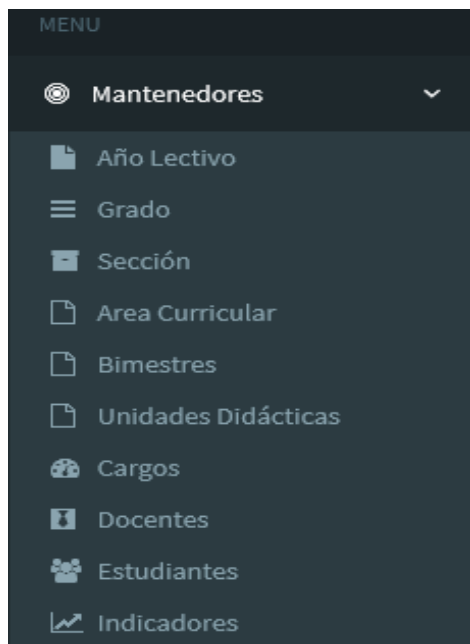 MENU
Mantenedores
Año Lectivo
Grado
Sección
Area Curricular
Bimestres
Unidades Didácticas
Cargos
Docentes
Estudiantes
Indicadores